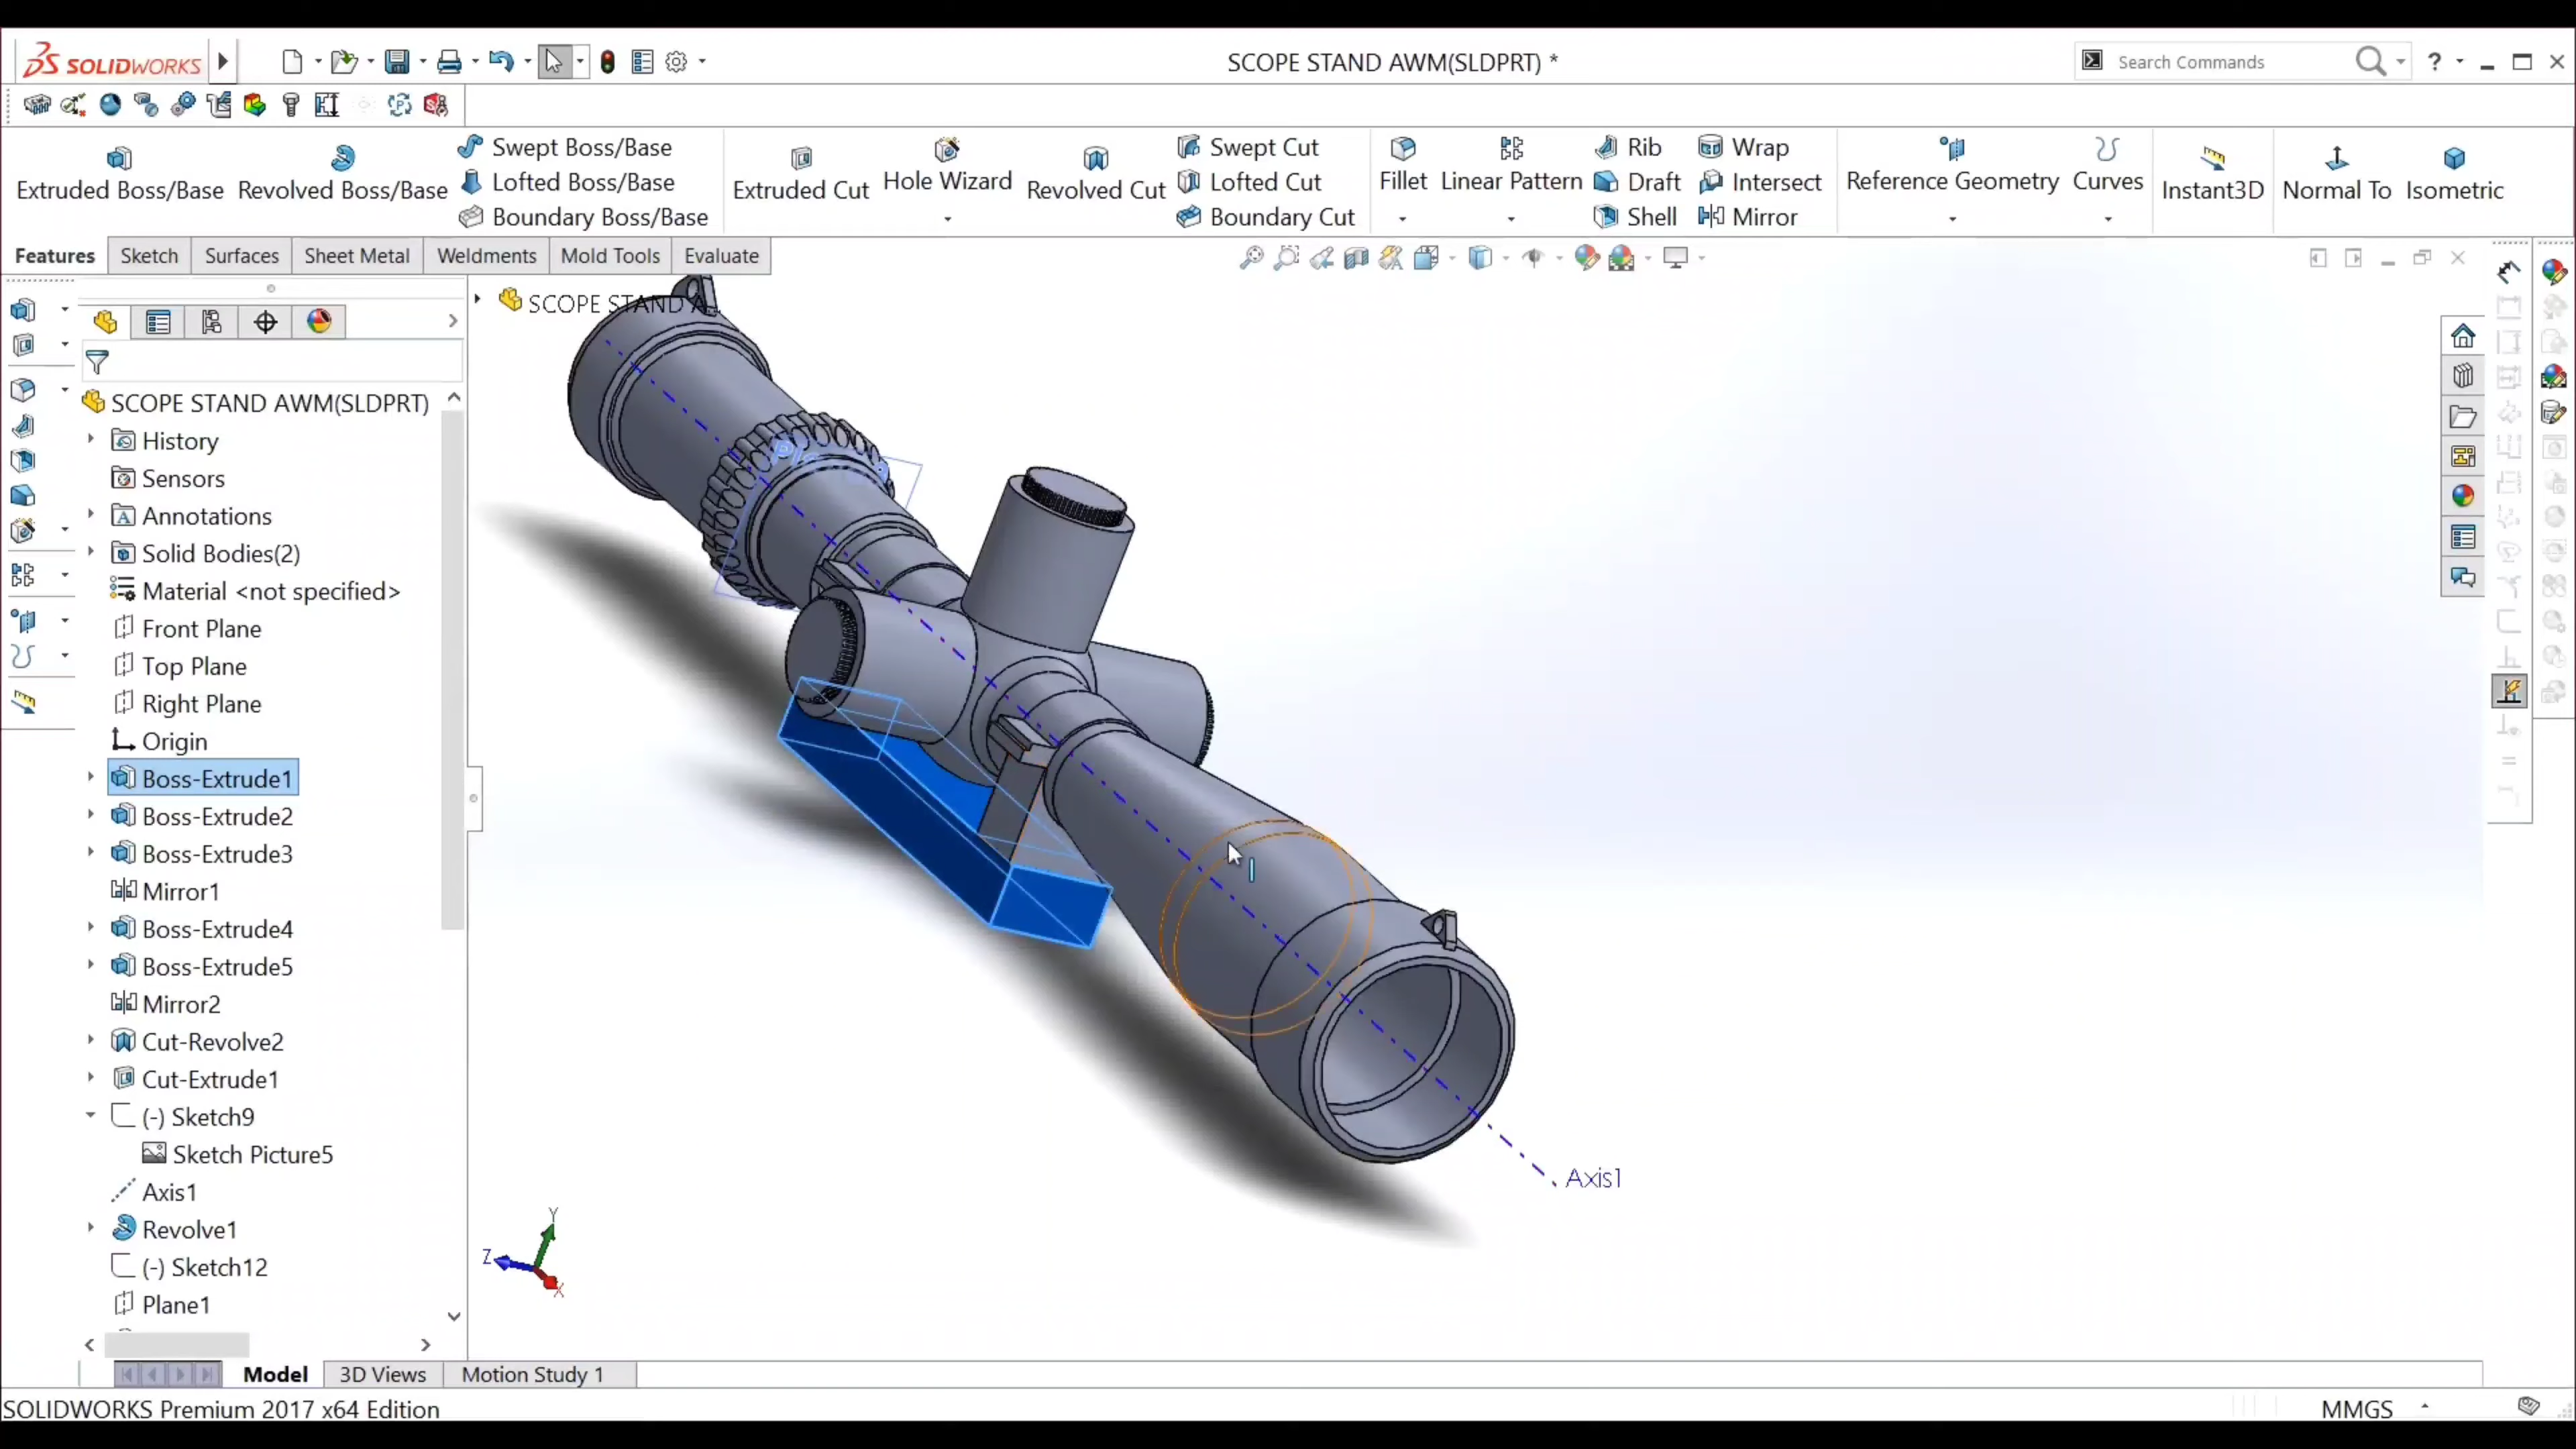 SOLIDWORKS
SCOPE STAND AWM(SLDPRT) *
Search Commands
?
Extruded Boss/Base
Revolved Boss/Base
Swept Boss/Base
Lofted Boss/Base
Boundary Boss/Base
Extruded Cut
Hole Wizard
Revolved Cut
Swept Cut
Lofted Cut
Boundary Cut
Fillet
Linear Pattern
Rib
Draft
Shell
Wrap
Intersect
Mirror
Reference Geometry
Curves
Instant3D
Normal To
Isometric
Features
Sketch
Surfaces
Sheet Metal
Weldments
Mold Tools
Evaluate
SCOPE STAND A...
SCOPE STAND AWM(SLDPRT)
History
Sensors
Annotations
Solid Bodies(2)
Material <not specified>
Front Plane
Top Plane
Right Plane
Origin
Boss-Extrude1
Boss-Extrude2
Boss-Extrude3
Mirror1
Boss-Extrude4
Boss-Extrude5
Mirror2
Cut-Revolve2
Cut-Extrude1
(-) Sketch9
Sketch Picture5
Axis1
Revolve1
(-) Sketch12
Plane1
Axis1
Y
Z
X
Model
3D Views
Motion Study 1
SOLIDWORKS Premium 2017 x64 Edition
MMGS